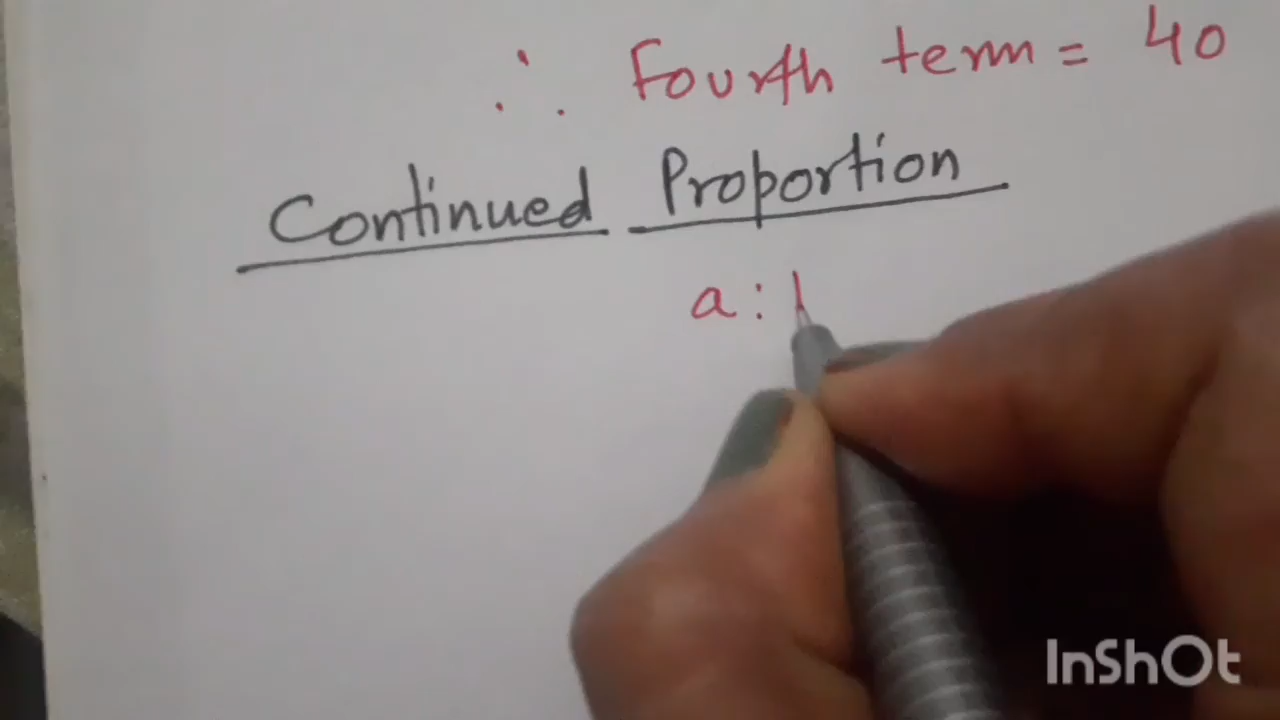 ∴ Fourth term = 40
Continued Proportion
a :
InShOt